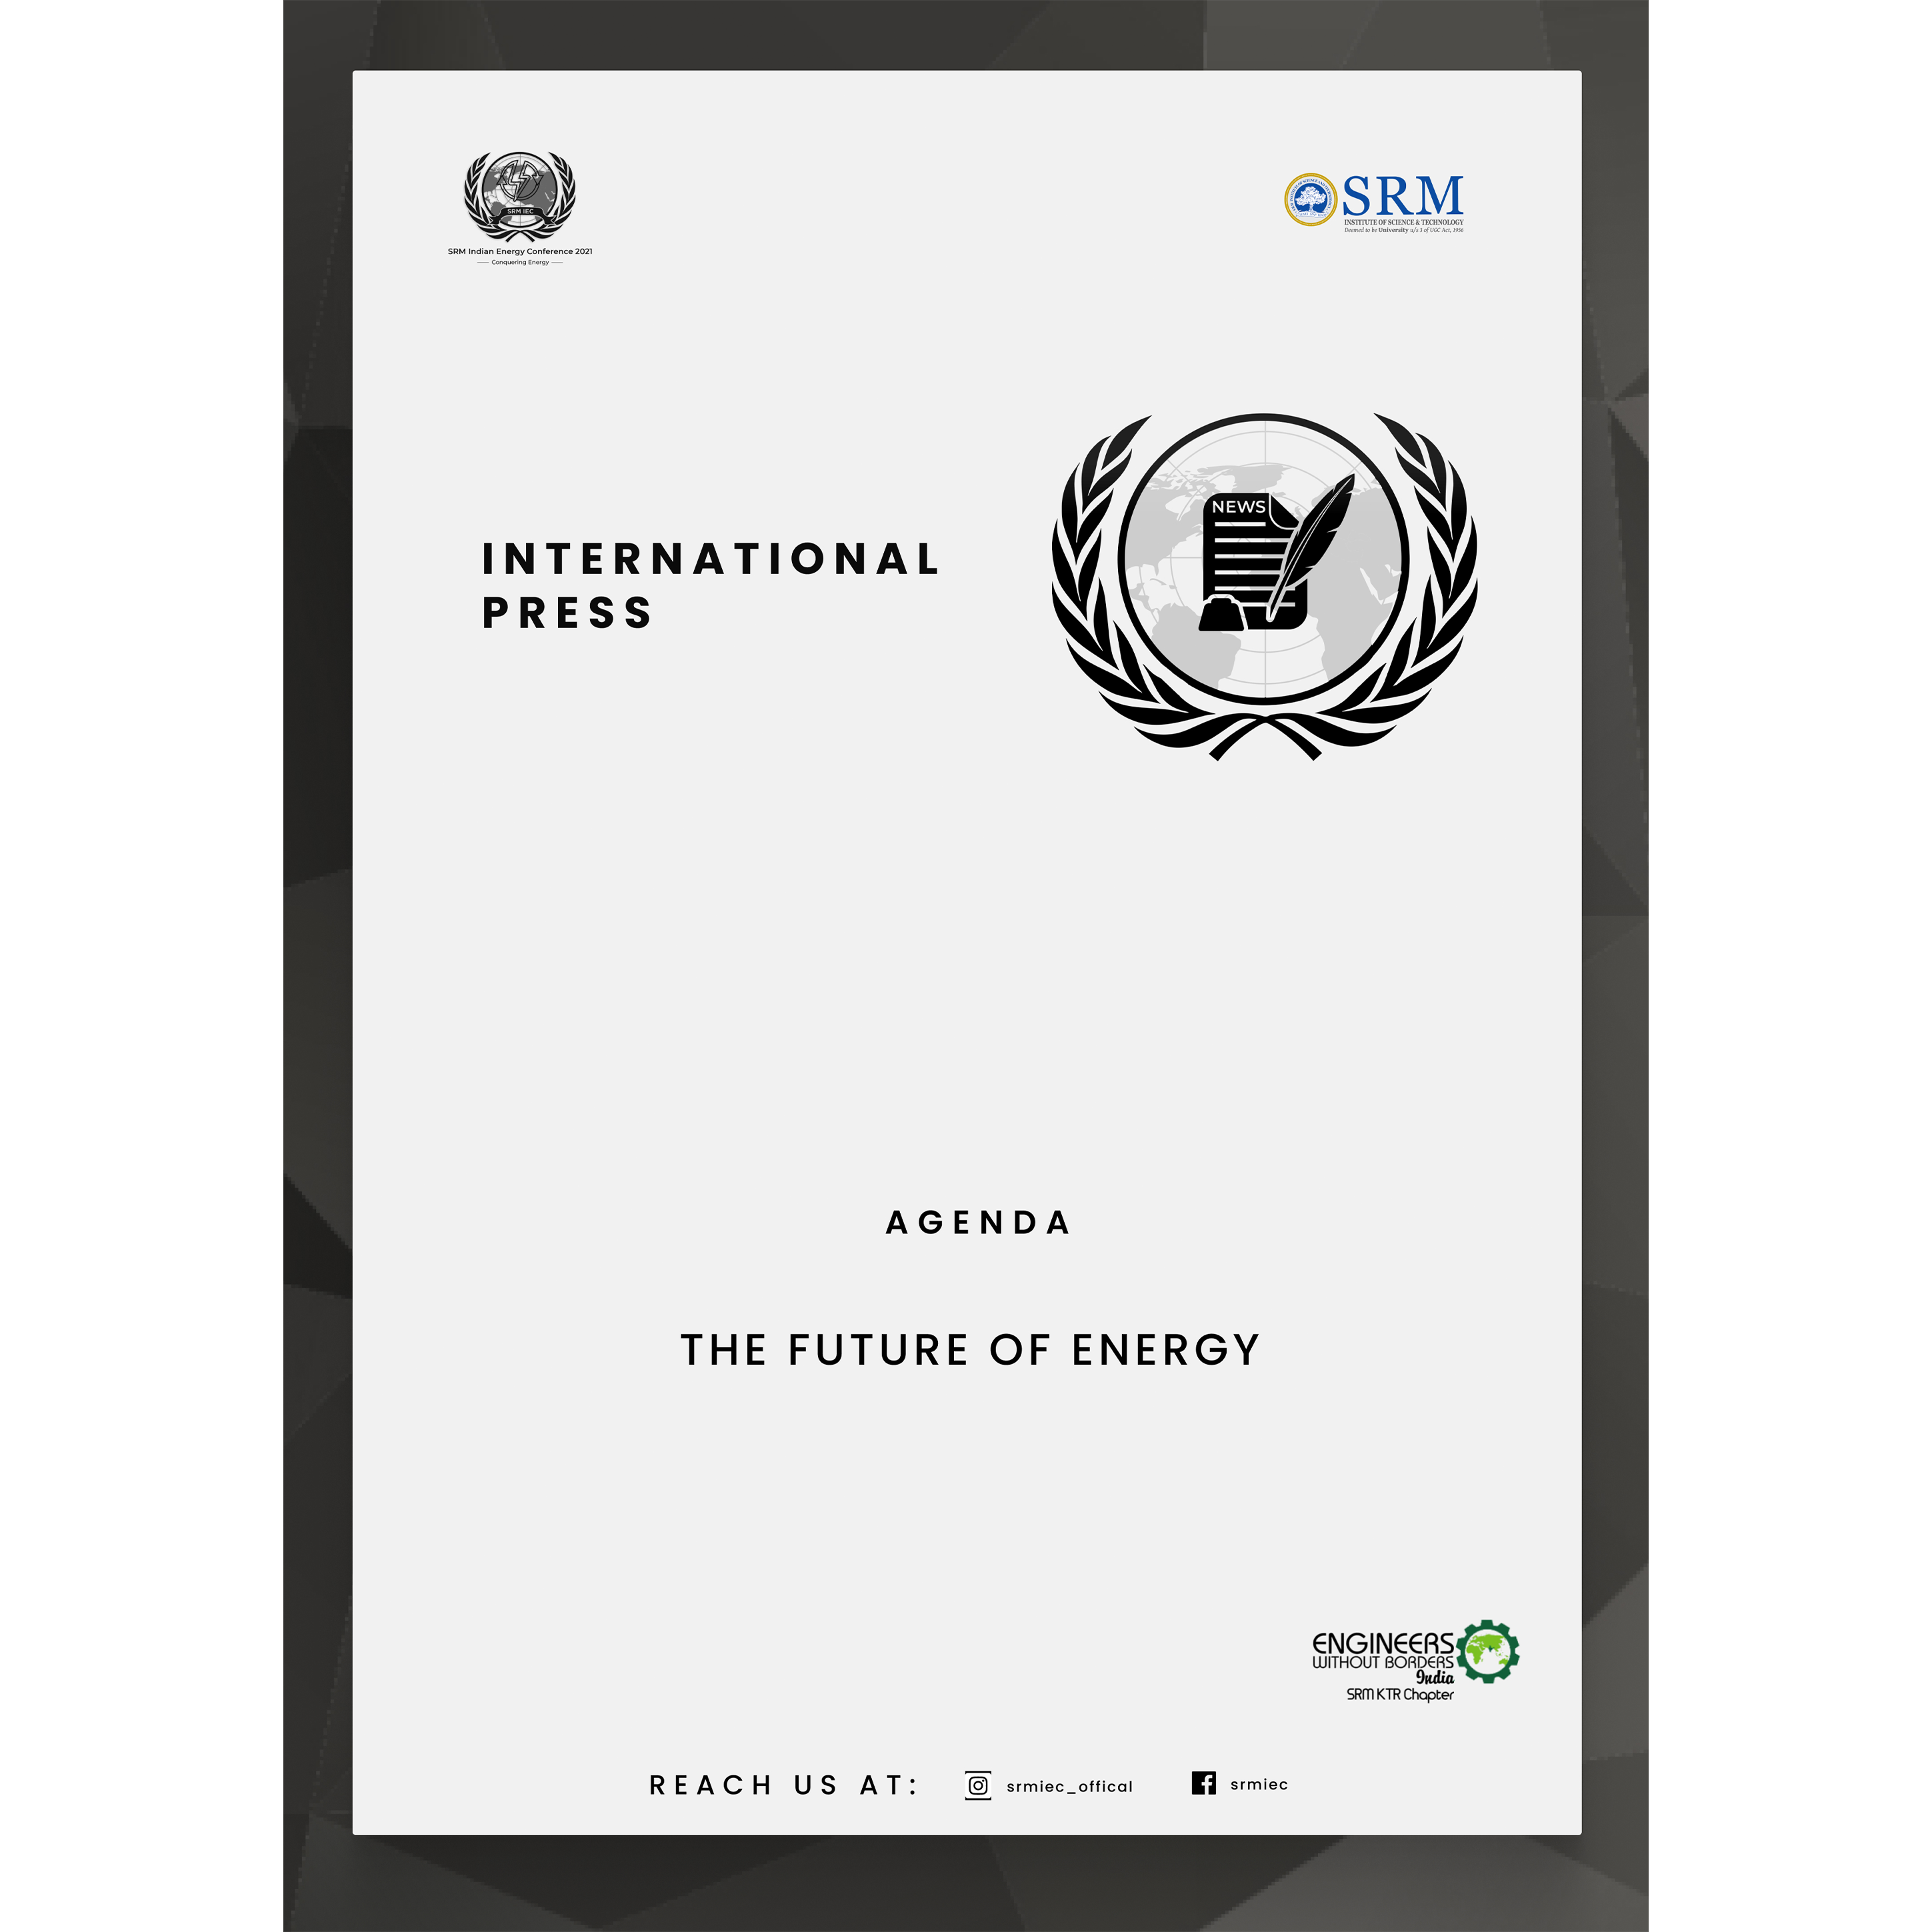 SRM IEC
SRM Indian Energy Conference 2021
Conquering Energy
SRM
INSTITUTE OF SCIENCE & TECHNOLOGY
Deemed to be University u/s 3 of UGC Act, 1956
NEWS
INTERNATIONAL
PRESS
AGENDA
THE FUTURE OF ENERGY
ENGINEERS
WITHOUT BORDERS
India
SRM KTR Chapter
REACH US AT: srmiec_offical srmiec